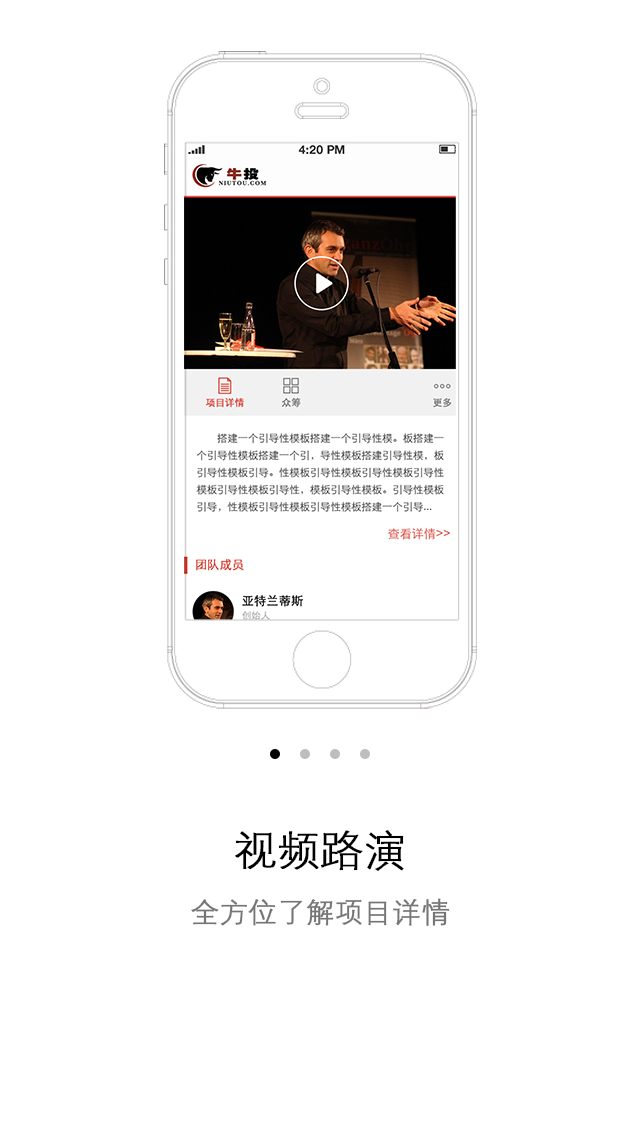 4:20 PM
牛投
NIUTOU.COM
项目详情
众筹
更多
搭建一个引导性模板搭建一个引导性模。板搭建一
个引导性模板搭建一个引，导性模板搭建引导性模，板
引导性模板引导。性模板引导性模板引导性模板引导性
模板引导性模板引导性，模板引导性模板。引导性模板
引导，性模板引导性模板引导性模板搭建一个引导...
查看详情>>
团队成员
亚特兰蒂斯
创始人
视频路演
全方位了解项目详情